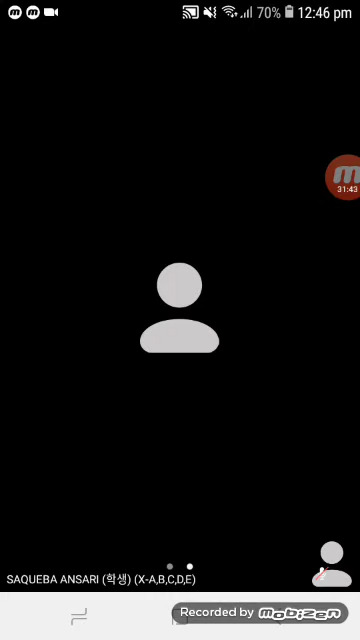 70% 12:46 pm
31:43
SAQUEBA ANSARI (학생) (X-A,B,C,D,E)
Recorded by mobizen